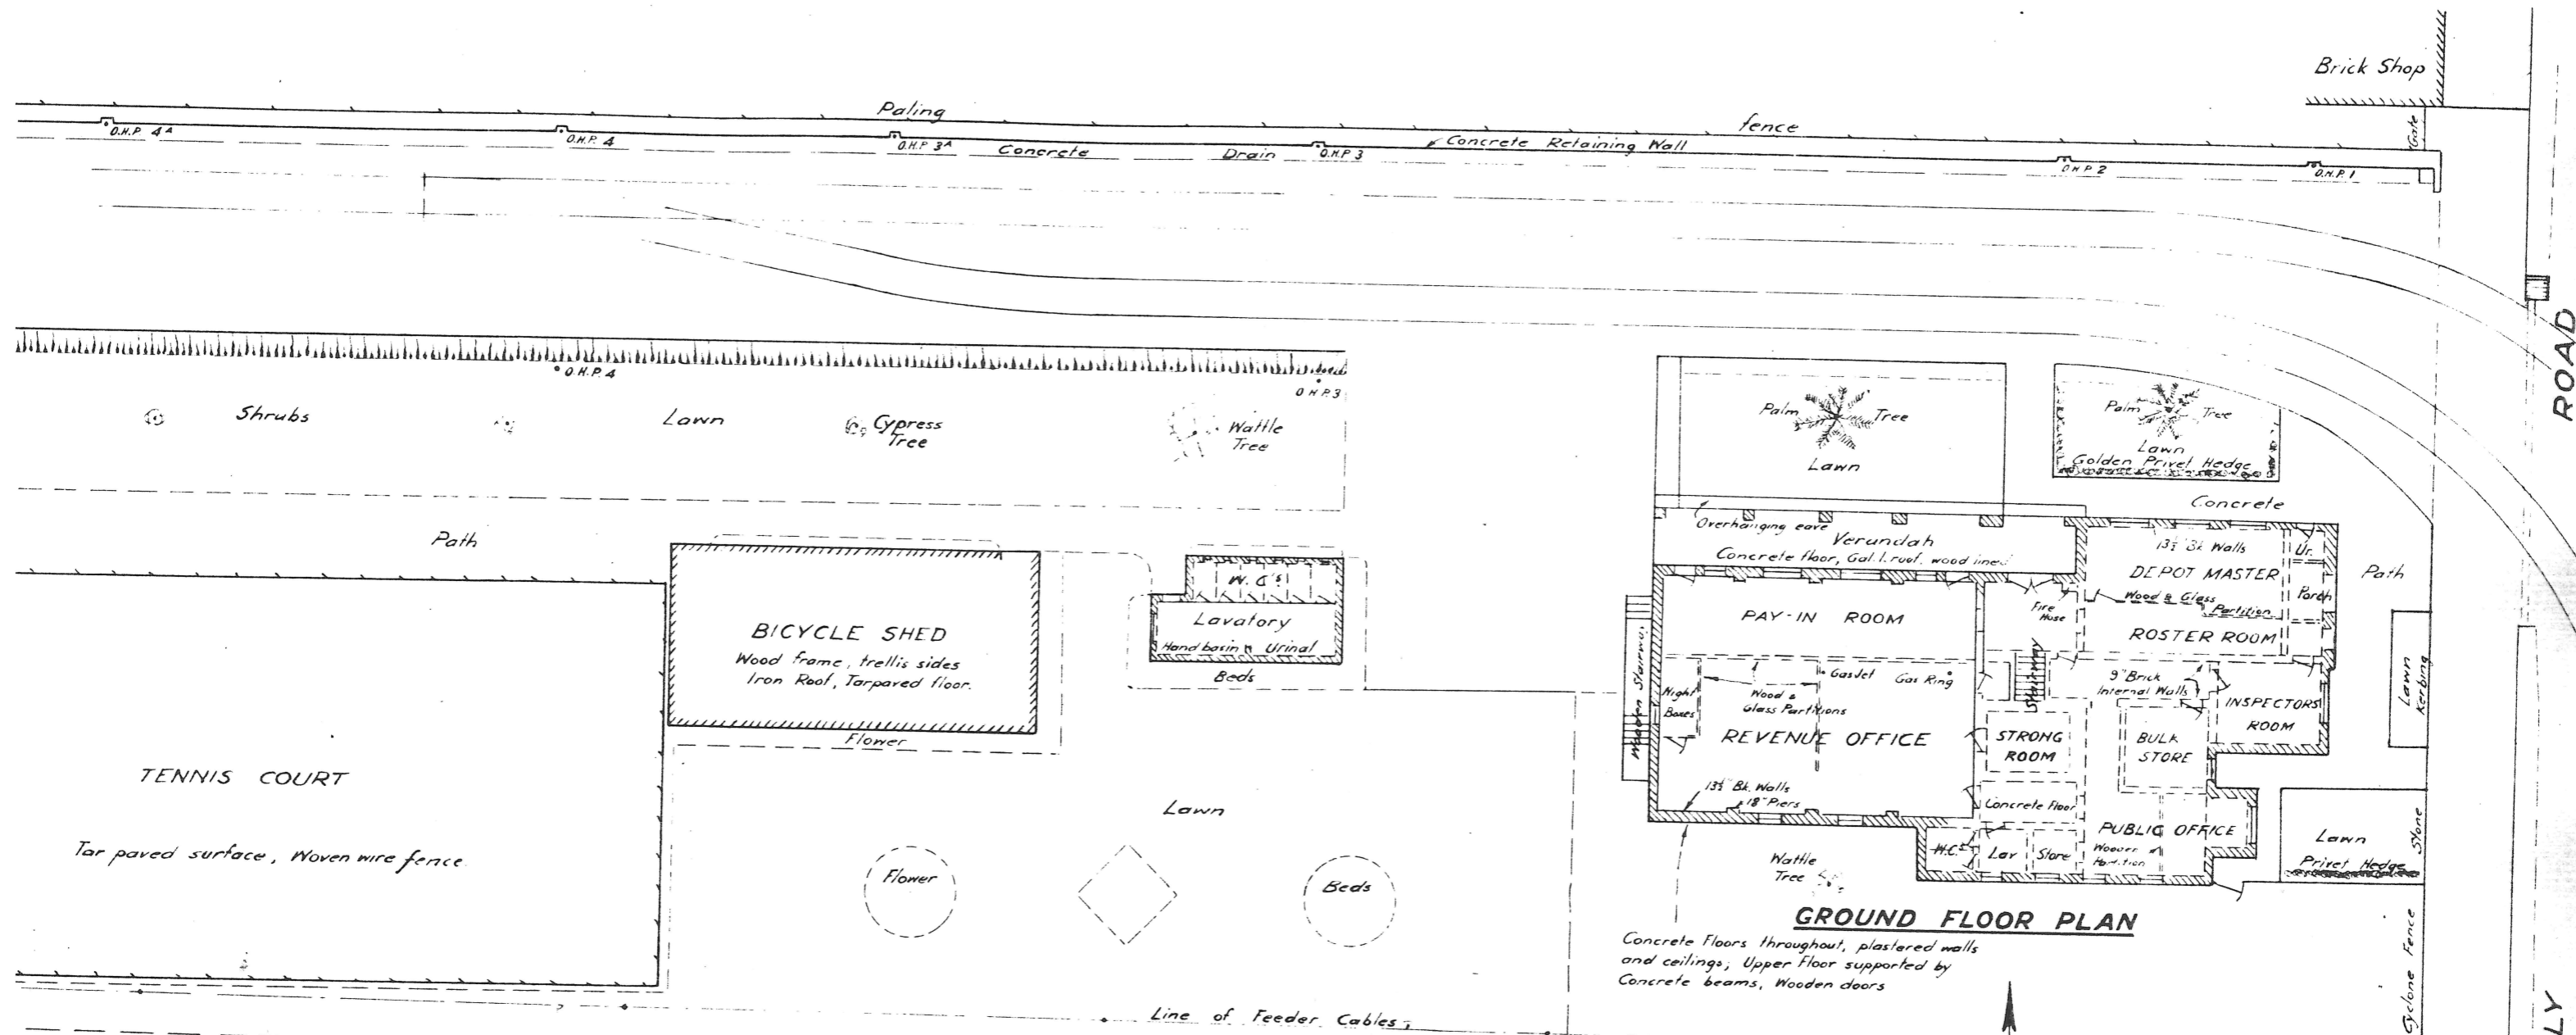 Brick Shop
Paling
fence
Gate
O.H.P. 4A
O.H.P. 4
O.H.P 3A
Concrete
Drain
O.H.P 3
Concrete Retaining Wall
O.H.P 2
O.H.P. 1
ROAD
O.H.P. 4
O.H.P.3
Shrubs
Lawn
Cypress
Tree
Wattle
Tree
Palm
Tree
Lawn
Palm
Tree
Lawn
Golden Privet Hedge
Concrete
Path
Overhanging eave
Verundah
Concrete floor, Gal. I. roof, wood lined
13½" Bk Walls
Ur.
DEPOT MASTER
Path
Wood & Glass
Partition
Porch
Fire
Hose
ROSTER ROOM
W.C's
Lavatory
Handbasin
Urinal
Beds
BICYCLE SHED
Wood frame, trellis sides
Iron Roof, Tarpaved floor.
Flower
PAY-IN ROOM
Wooden Stairway
Night
Boxes
Wood &
Glass Partitions
Gas Jet
Gas Ring
Stairway
9" Brick
Internal Walls
INSPECTORS
ROOM
Lawn
Kerbing
REVENUE OFFICE
STRONG
ROOM
BULK
STORE
TENNIS COURT
Tar paved surface, Woven wire fence.
Lawn
13½" Bk. Walls
18" Piers
Concrete Floor
PUBLIC OFFICE
Wooden
Partition
W.C.s
Lav
Store
Lawn
Privet Hedge
Stone
Flower
Beds
Wattle
Tree
GROUND FLOOR PLAN
Concrete Floors throughout, plastered walls
and ceilings; Upper Floor supported by
Concrete beams, Wooden doors
Cyclone Fence
Line of Feeder Cables;
LY